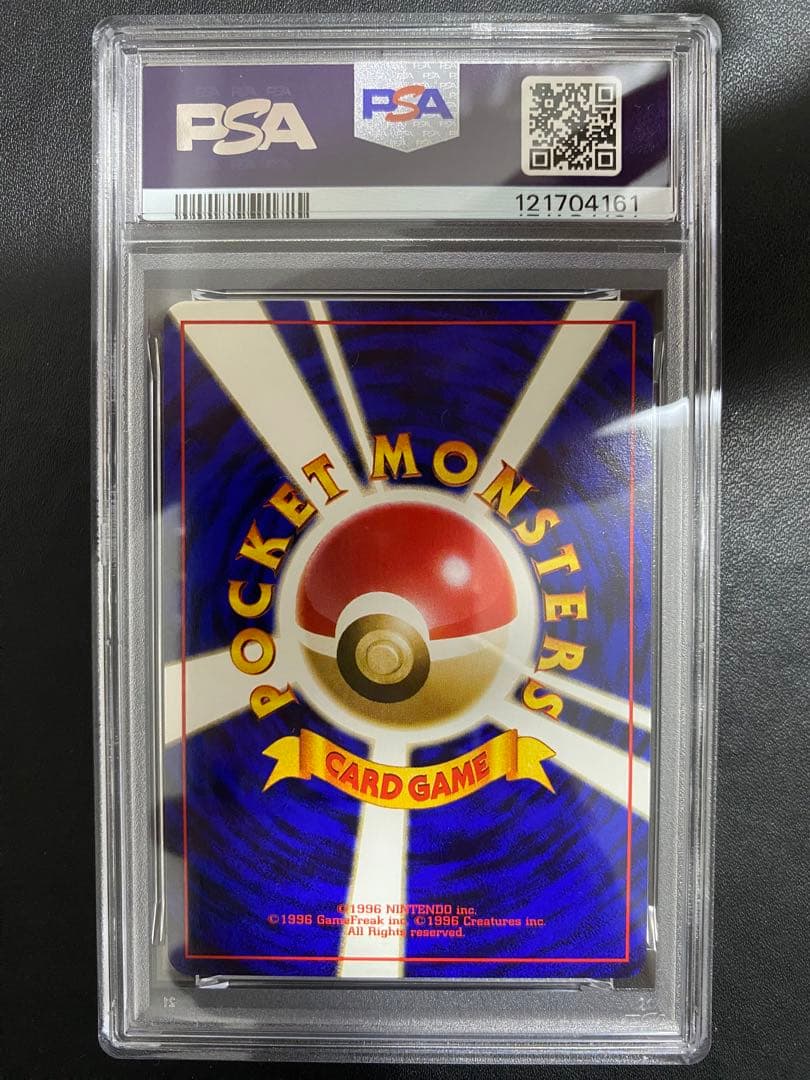 PSA
PSA
121704161
POCKET MONSTERS
CARD GAME
©1996 NINTENDO inc.
©1996 GameFreak inc. ©1996 Creatures inc.
All Rights reserved.